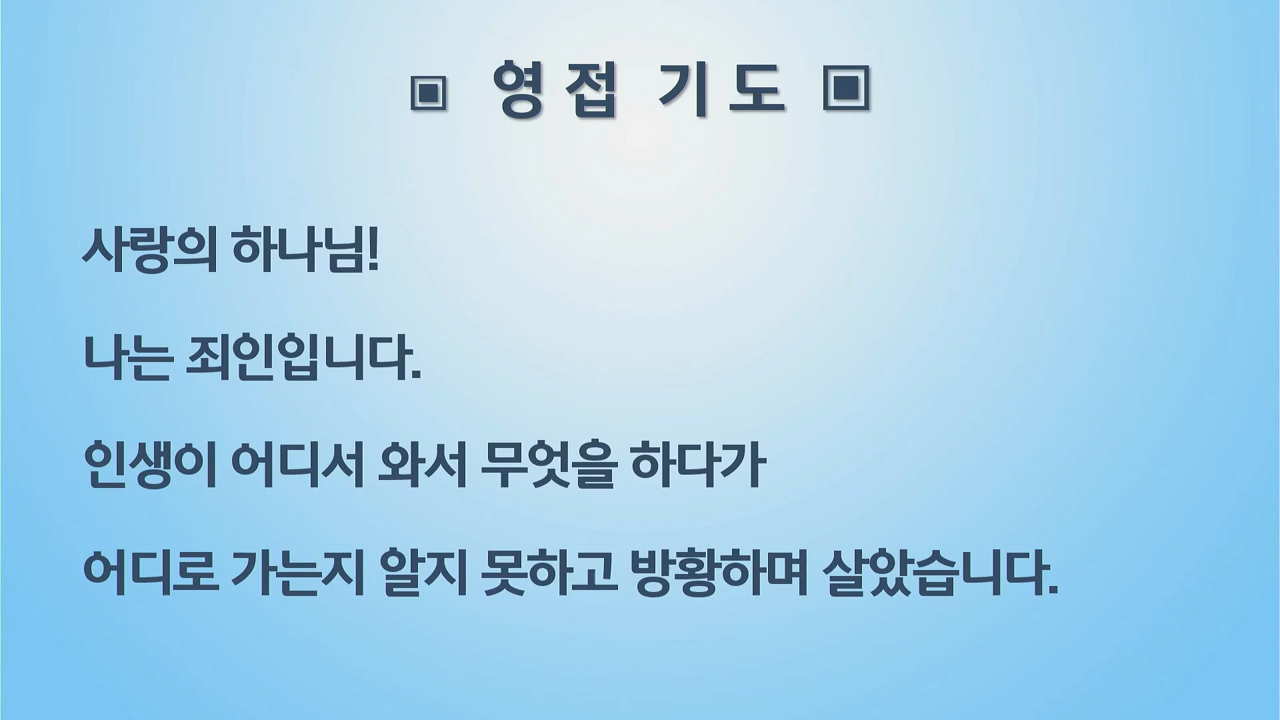 ▣ 영접 기도 ▣
사랑의 하나님!
나는 죄인입니다.
인생이 어디서 와서 무엇을 하다가
어디로 가는지 알지 못하고 방황하며 살았습니다.